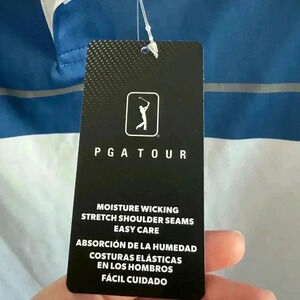 PGA TOUR
MOISTURE WICKING
STRETCH SHOULDER SEAMS
EASY CARE
ABSORCIÓN DE LA HUMEDAD
COSTURAS ELÁSTICAS
EN LOS HOMBROS
FÁCIL CUIDADO